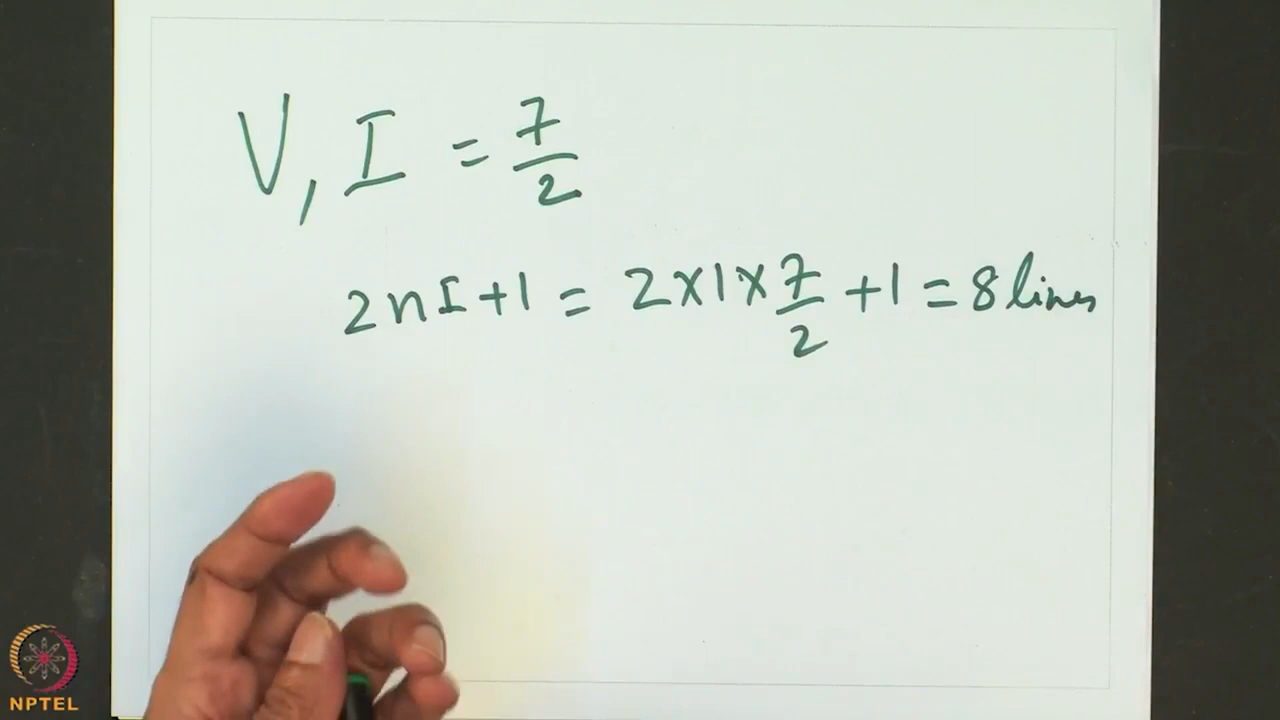 V, I = 7/2
2nI+1 = 2×1×7/2 +1 = 8 lines
NPTEL